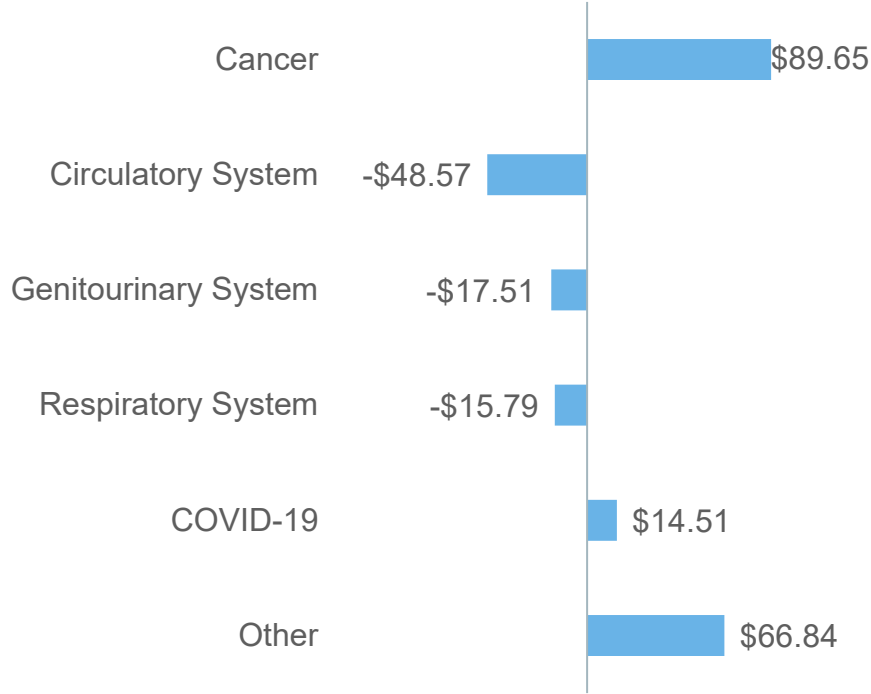 Cancer $89.65
Circulatory System -$48.57
Genitourinary System -$17.51
Respiratory System -$15.79
COVID-19 $14.51
Other $66.84